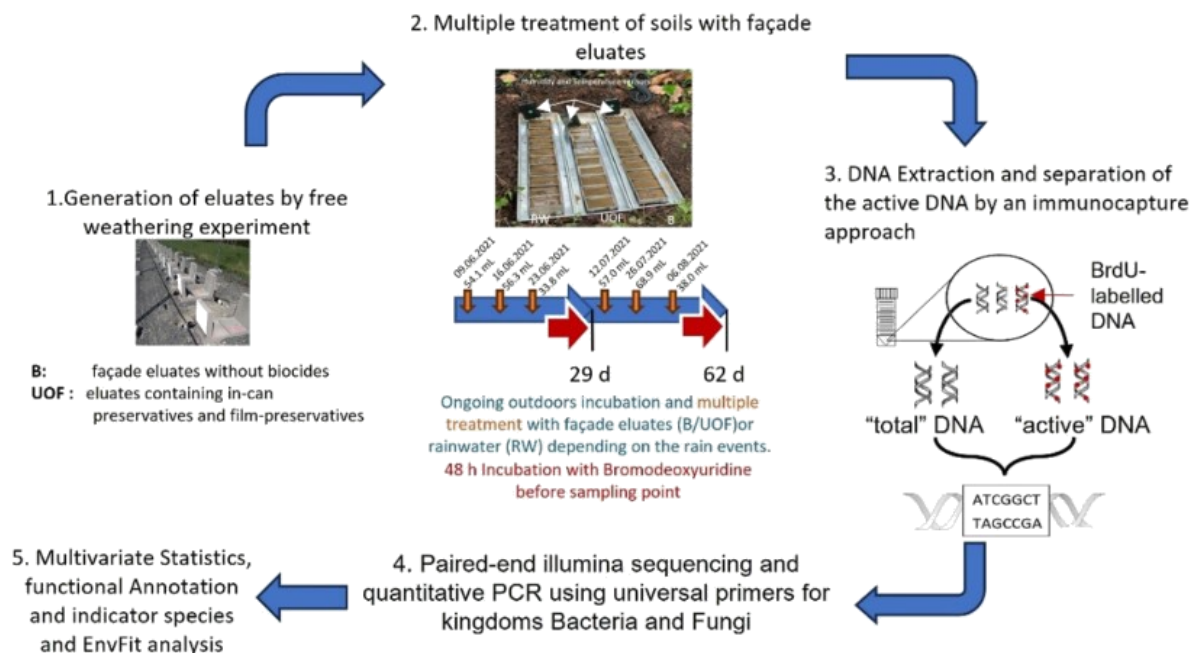 2. Multiple treatment of soils with façade
eluates
Humidity and temperature sensors
RW
UOF
B
1.Generation of eluates by free
weathering experiment
B: façade eluates without biocides
UOF : eluates containing in-can
preservatives and film-preservatives
09.06.2021
54.1 mL
16.06.2021
56.3 mL
23.06.2021
33.8 mL
12.07.2021
57.0 mL
26.07.2021
68.9 mL
06.08.2021
38.0 mL
29 d
62 d
Ongoing outdoors incubation and multiple
treatment with façade eluates (B/UOF)or
rainwater (RW) depending on the rain events.
48 h Incubation with Bromodeoxyuridine
before sampling point
3. DNA Extraction and separation of
the active DNA by an immunocapture
approach
BrdU-
labelled
DNA
“total” DNA
“active” DNA
ATCGGCT
TAGCCGA
4. Paired-end illumina sequencing and
quantitative PCR using universal primers for
kingdoms Bacteria and Fungi
5. Multivariate Statistics,
functional Annotation
and indicator species
and EnvFit analysis